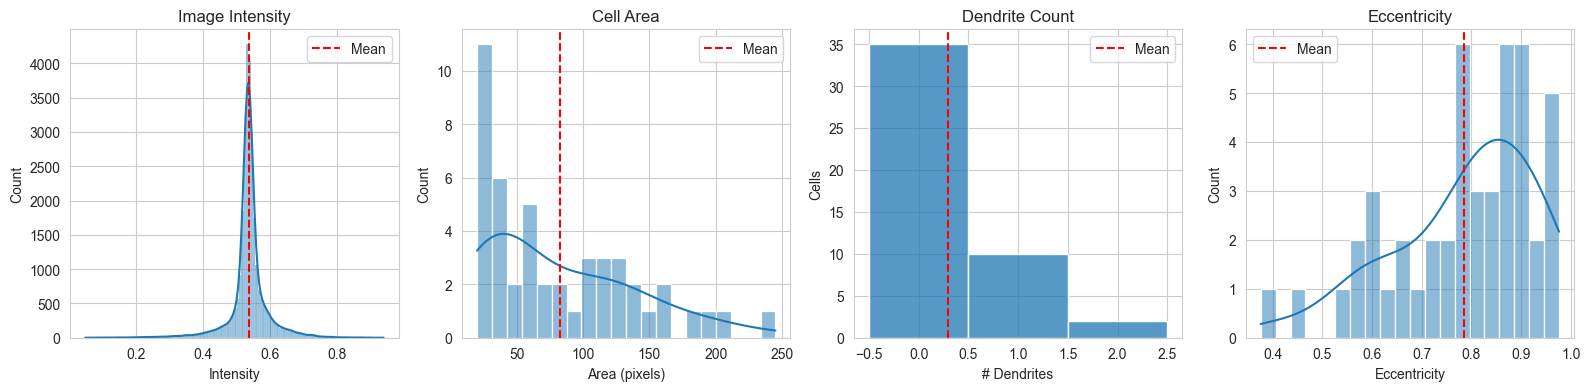 Image Intensity
Mean
4000
3500
3000
2500
2000
1500
1000
500
0
Count
0.2 0.4 0.6 0.8
Intensity
Cell Area
Mean
10
8
6
4
2
0
Count
50 100 150 200 250
Area (pixels)
Dendrite Count
Mean
35
30
25
20
15
10
5
0
Cells
−0.5 0.0 0.5 1.0 1.5 2.0 2.5
# Dendrites
Eccentricity
Mean
6
5
4
3
2
1
0
Count
0.4 0.5 0.6 0.7 0.8 0.9 1.0
Eccentricity